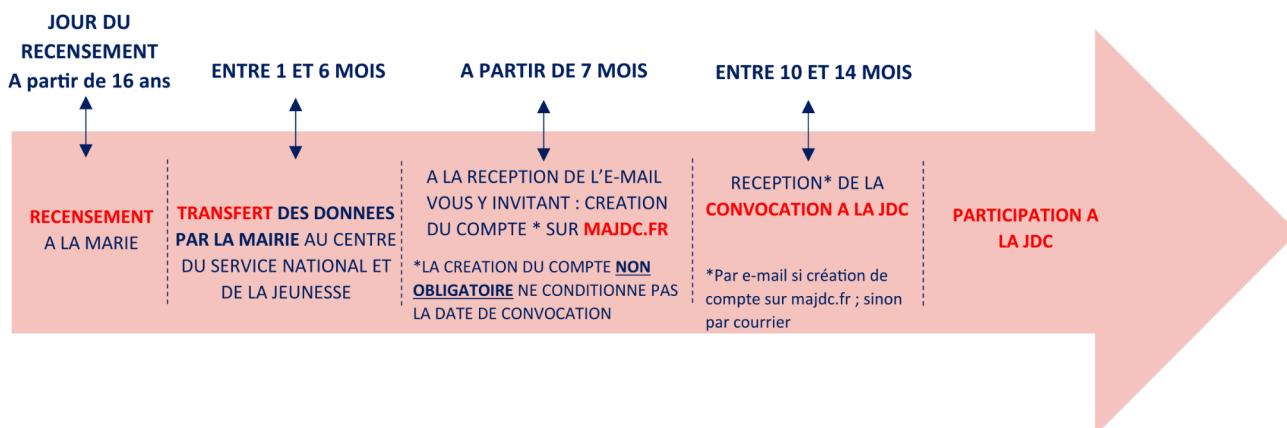 JOUR DU
RECENSEMENT
A partir de 16 ans
ENTRE 1 ET 6 MOIS
A PARTIR DE 7 MOIS
ENTRE 10 ET 14 MOIS
RECENSEMENT
A LA MARIE
TRANSFERT DES DONNEES
PAR LA MAIRIE AU CENTRE
DU SERVICE NATIONAL ET
DE LA JEUNESSE
A LA RECEPTION DE L'E-MAIL
VOUS Y INVITANT : CREATION
DU COMPTE * SUR MAJDC.FR
*LA CREATION DU COMPTE NON
OBLIGATOIRE NE CONDITIONNE PAS
LA DATE DE CONVOCATION
RECEPTION* DE LA
CONVOCATION A LA JDC
*Par e-mail si création de
compte sur majdc.fr ; sinon
par courrier
PARTICIPATION A
LA JDC